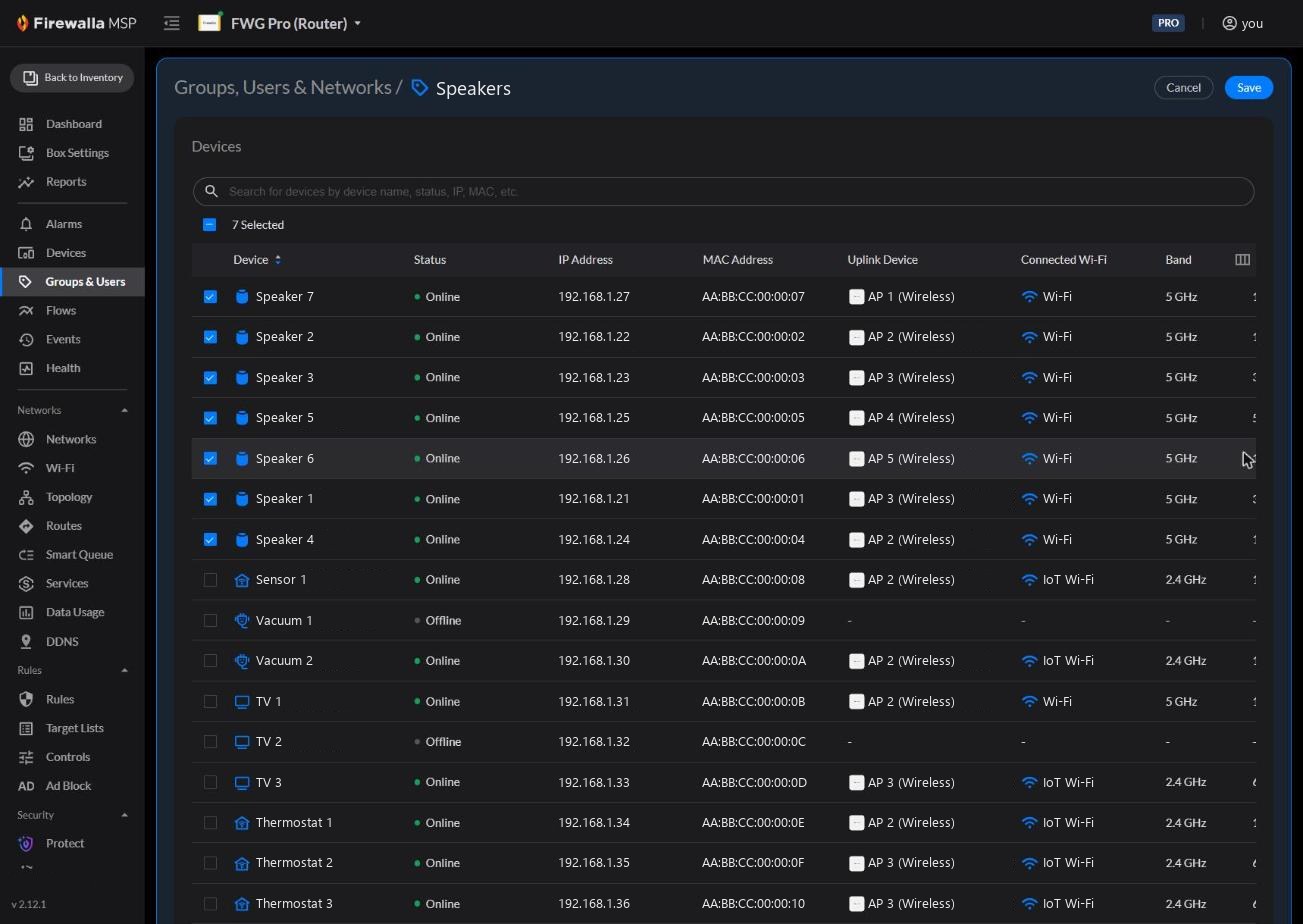 Firewalla MSP
FWG Pro (Router)
PRO
you
Back to Inventory
Dashboard
Box Settings
Reports
Alarms
Devices
Groups & Users
Flows
Events
Health
Networks
Networks
Wi-Fi
Topology
Routes
Smart Queue
Services
Data Usage
DDNS
Rules
Rules
Target Lists
Controls
AD Ad Block
Security
Protect
v 2.12.1
Groups, Users & Networks / Speakers
Cancel
Save
Devices
Search for devices by device name, status, IP, MAC, etc.
7 Selected
Device Status IP Address MAC Address Uplink Device Connected Wi-Fi Band
Speaker 7 Online 192.168.1.27 AA:BB:CC:00:00:07 AP 1 (Wireless) Wi-Fi 5 GHz
Speaker 2 Online 192.168.1.22 AA:BB:CC:00:00:02 AP 2 (Wireless) Wi-Fi 5 GHz
Speaker 3 Online 192.168.1.23 AA:BB:CC:00:00:03 AP 3 (Wireless) Wi-Fi 5 GHz
Speaker 5 Online 192.168.1.25 AA:BB:CC:00:00:05 AP 4 (Wireless) Wi-Fi 5 GHz
Speaker 6 Online 192.168.1.26 AA:BB:CC:00:00:06 AP 5 (Wireless) Wi-Fi 5 GHz
Speaker 1 Online 192.168.1.21 AA:BB:CC:00:00:01 AP 3 (Wireless) Wi-Fi 5 GHz
Speaker 4 Online 192.168.1.24 AA:BB:CC:00:00:04 AP 2 (Wireless) Wi-Fi 5 GHz
Sensor 1 Online 192.168.1.28 AA:BB:CC:00:00:08 AP 2 (Wireless) IoT Wi-Fi 2.4 GHz
Vacuum 1 Offline 192.168.1.29 AA:BB:CC:00:00:09 - - - -
Vacuum 2 Online 192.168.1.30 AA:BB:CC:00:00:0A AP 2 (Wireless) IoT Wi-Fi 2.4 GHz
TV 1 Online 192.168.1.31 AA:BB:CC:00:00:0B AP 2 (Wireless) Wi-Fi 5 GHz
TV 2 Offline 192.168.1.32 AA:BB:CC:00:00:0C - - - -
TV 3 Online 192.168.1.33 AA:BB:CC:00:00:0D AP 3 (Wireless) IoT Wi-Fi 2.4 GHz
Thermostat 1 Online 192.168.1.34 AA:BB:CC:00:00:0E AP 2 (Wireless) IoT Wi-Fi 2.4 GHz
Thermostat 2 Online 192.168.1.35 AA:BB:CC:00:00:0F AP 3 (Wireless) IoT Wi-Fi 2.4 GHz
Thermostat 3 Online 192.168.1.36 AA:BB:CC:00:00:10 AP 3 (Wireless) IoT Wi-Fi 2.4 GHz